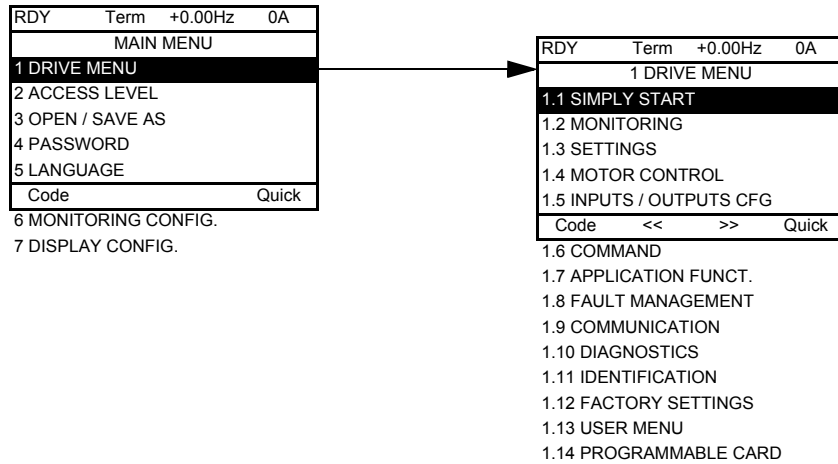 RDY Term +0.00Hz 0A
MAIN MENU
1 DRIVE MENU
2 ACCESS LEVEL
3 OPEN / SAVE AS
4 PASSWORD
5 LANGUAGE
Code Quick
6 MONITORING CONFIG.
7 DISPLAY CONFIG.
RDY Term +0.00Hz 0A
1 DRIVE MENU
1.1 SIMPLY START
1.2 MONITORING
1.3 SETTINGS
1.4 MOTOR CONTROL
1.5 INPUTS / OUTPUTS CFG
Code << >> Quick
1.6 COMMAND
1.7 APPLICATION FUNCT.
1.8 FAULT MANAGEMENT
1.9 COMMUNICATION
1.10 DIAGNOSTICS
1.11 IDENTIFICATION
1.12 FACTORY SETTINGS
1.13 USER MENU
1.14 PROGRAMMABLE CARD